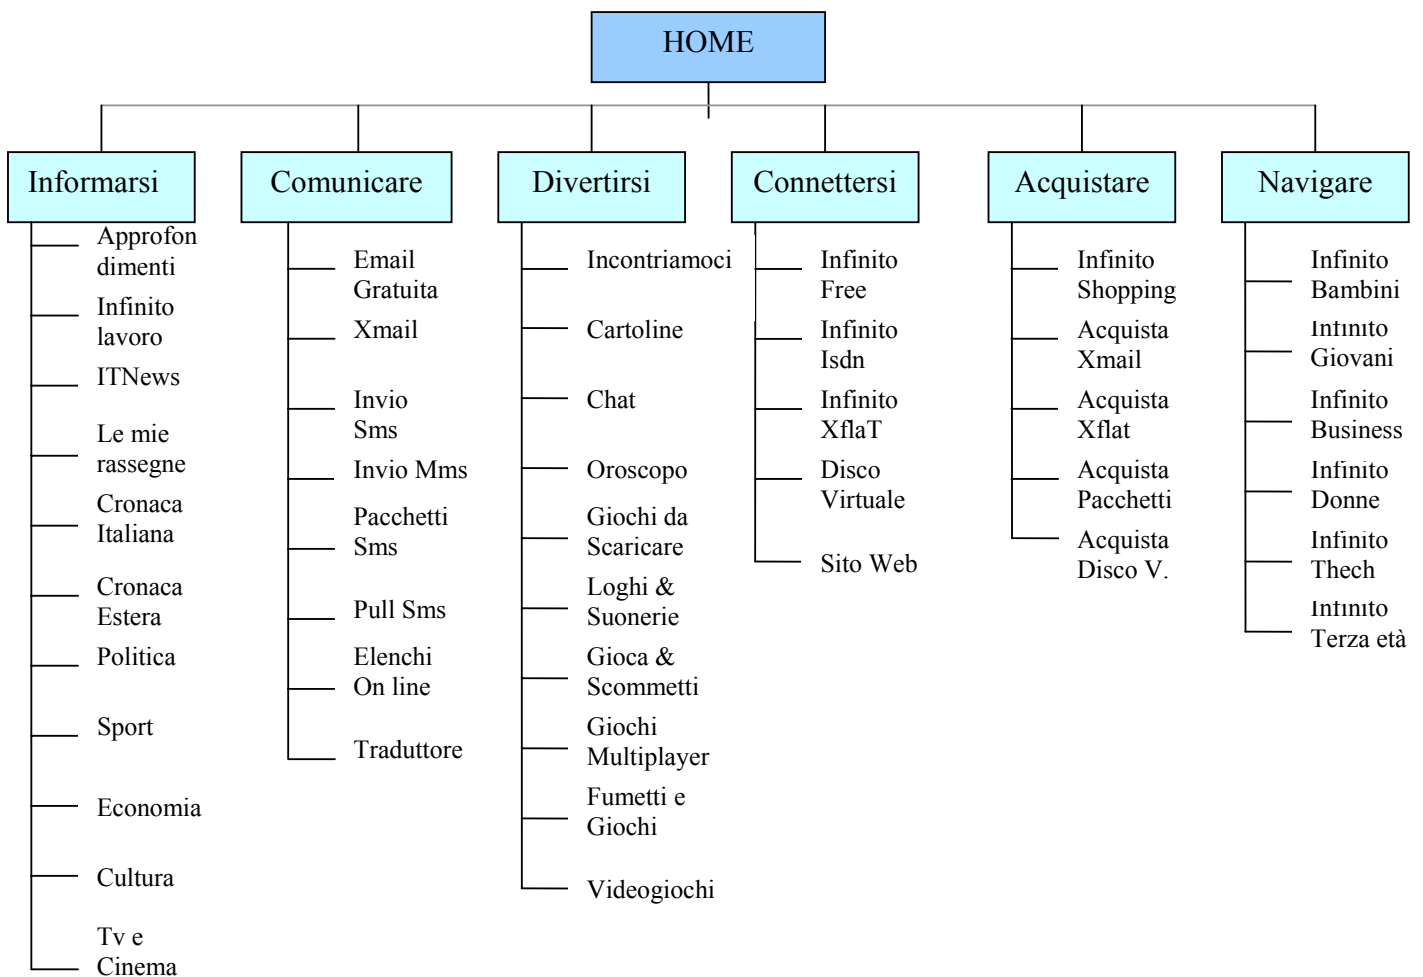 HOME
Informarsi
Comunicare
Divertirsi
Connettersi
Acquistare
Navigare
Approfon
dimenti
Infinito
lavoro
ITNews
Le mie
rassegne
Cronaca
Italiana
Cronaca
Estera
Politica
Sport
Economia
Cultura
Tv e
Cinema
Email
Gratuita
Xmail
Invio
Sms
Invio Mms
Pacchetti
Sms
Pull Sms
Elenchi
On line
Traduttore
Incontriamoci
Cartoline
Chat
Oroscopo
Giochi da
Scaricare
Loghi &
Suonerie
Gioca &
Scommetti
Giochi
Multiplayer
Fumetti e
Giochi
Videogiochi
Infinito
Free
Infinito
Isdn
Infinito
XflaT
Disco
Virtuale
Sito Web
Infinito
Shopping
Acquista
Xmail
Acquista
Xflat
Acquista
Pacchetti
Acquista
Disco V.
Infinito
Bambini
Infinito
Giovani
Infinito
Business
Infinito
Donne
Infinito
Thech
Infinito
Terza età